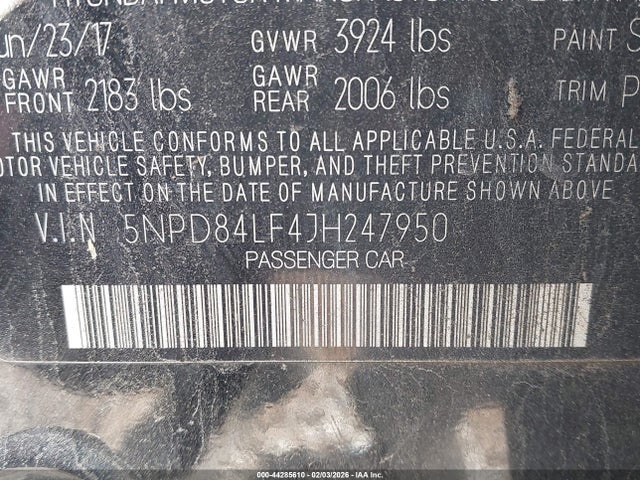 un/23/17 GVWR 3924 lbs PAINT S
GAWR FRONT 2183 lbs GAWR REAR 2006 lbs TRIM P
THIS VEHICLE CONFORMS TO ALL APPLICABLE U.S.A. FEDERAL
OTOR VEHICLE SAFETY, BUMPER, AND THEFT PREVENTION STANDA
IN EFFECT ON THE DATE OF MANUFACTURE SHOWN ABOVE
V.I.N 5NPD84LF4JH247950
PASSENGER CAR
000-44285610 - 02/03/2026 - IAA Inc.